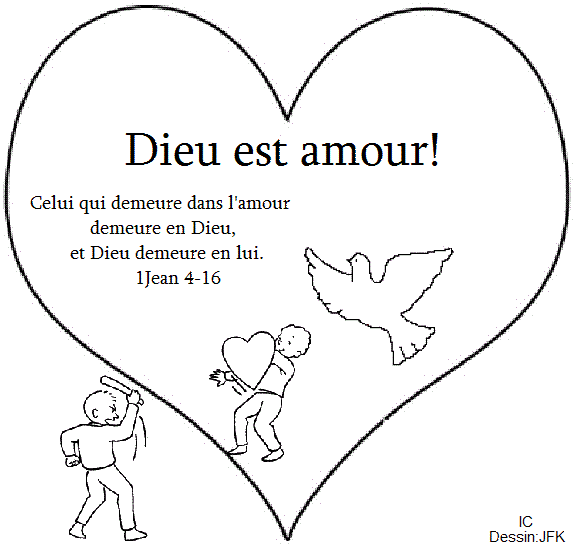 Dieu est amour!
Celui qui demeure dans l'amour
demeure en Dieu,
et Dieu demeure en lui.
1Jean 4-16
IC
Dessin:JFK